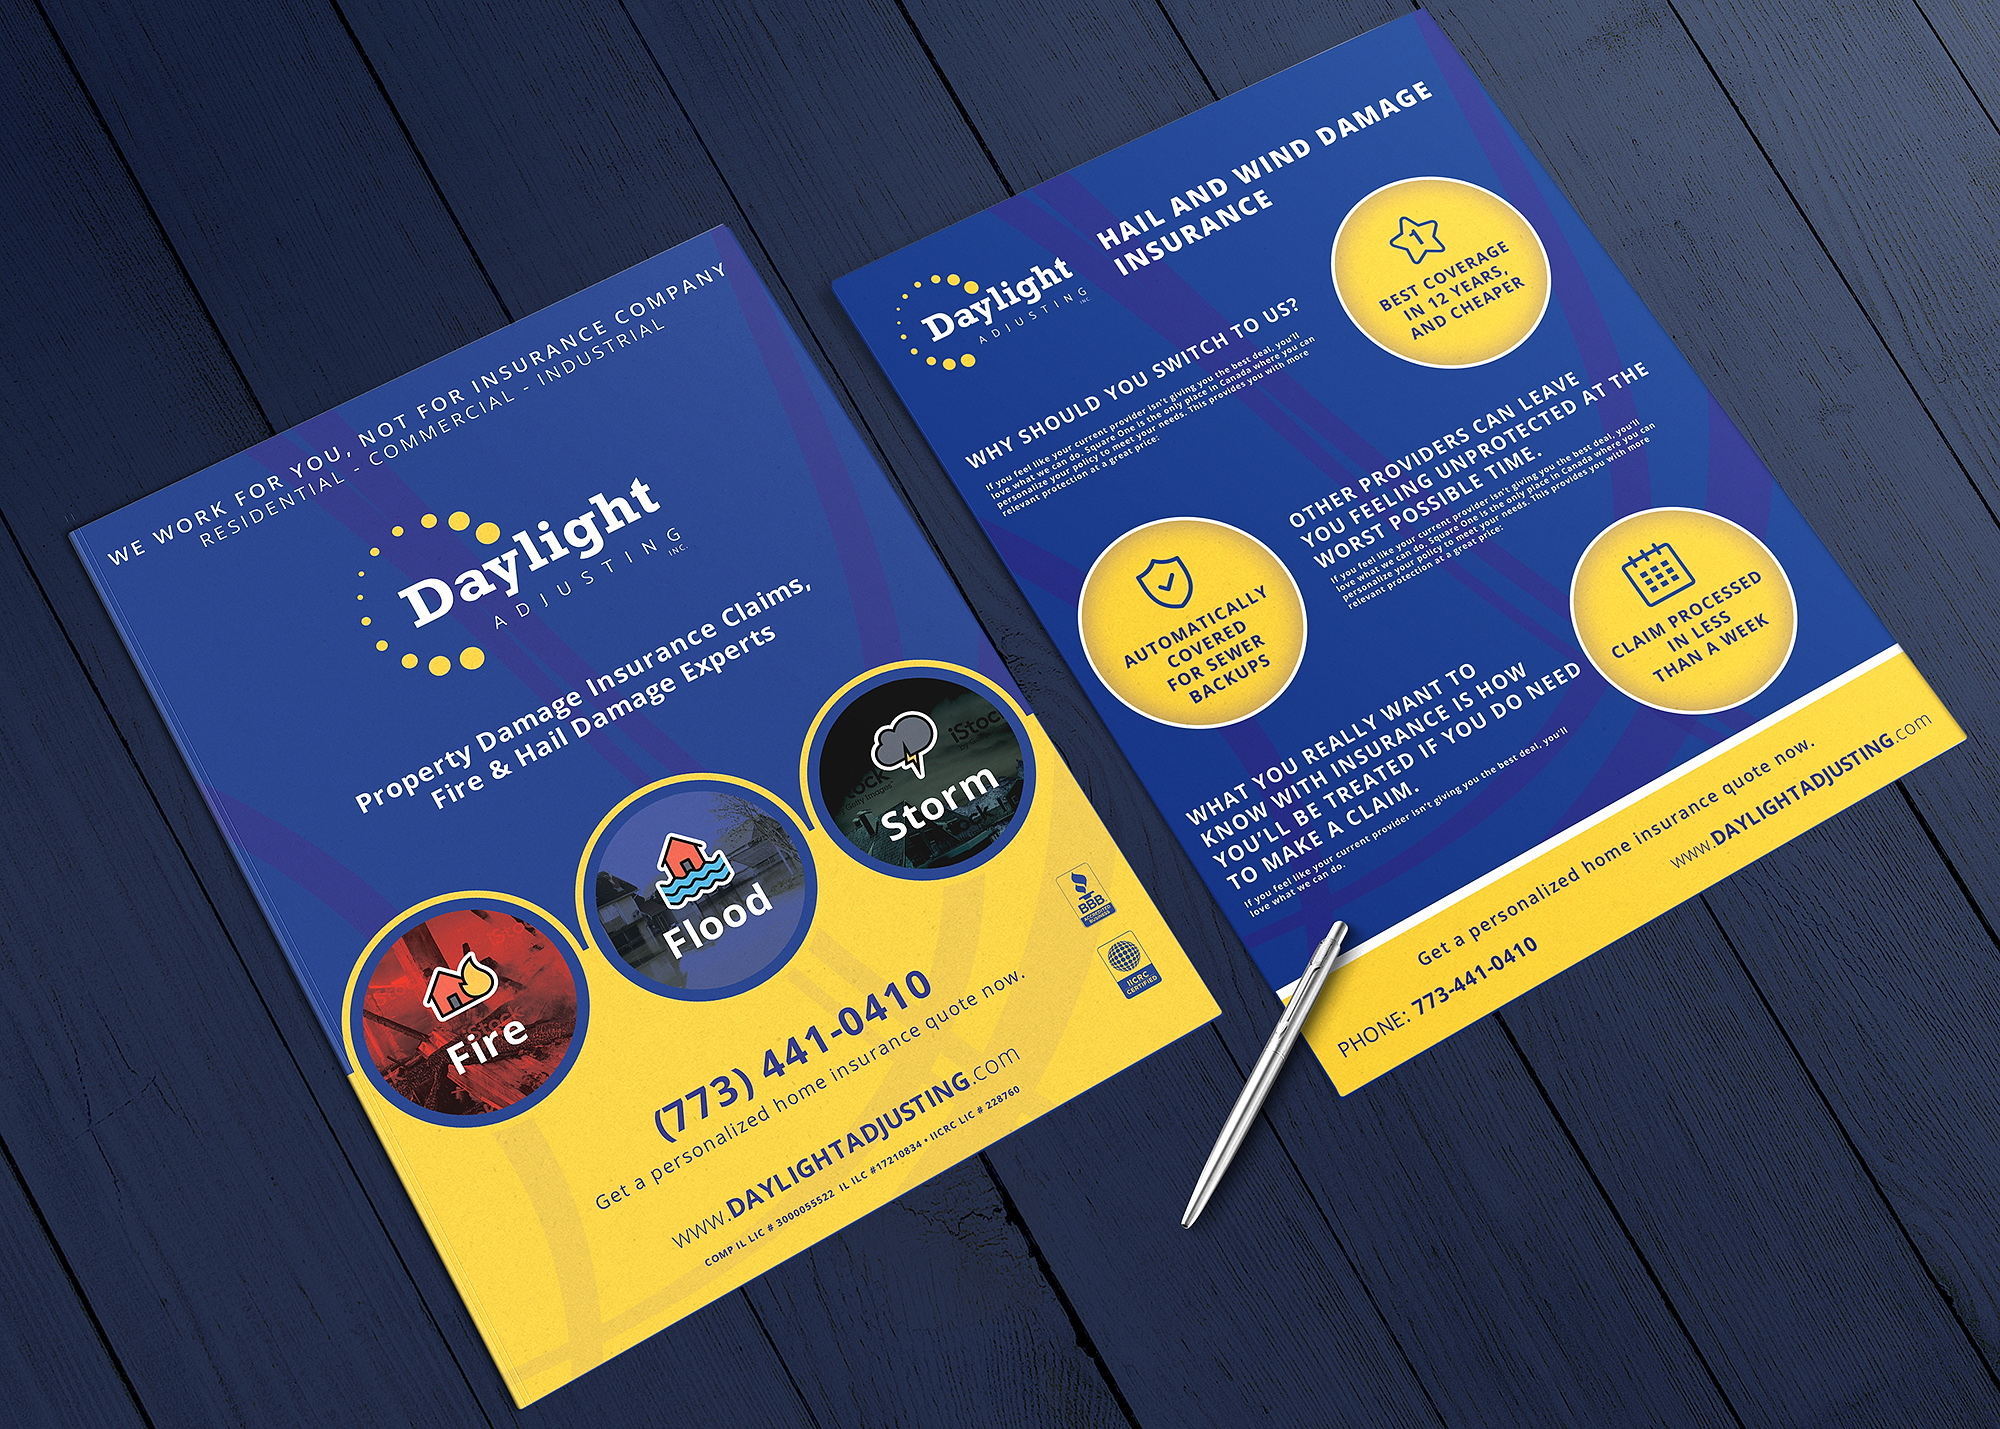 WE WORK FOR YOU, NOT FOR INSURANCE COMPANY
RESIDENTIAL - COMMERCIAL - INDUSTRIAL
Daylight
ADJUSTING
INC.
Property Damage Insurance Claims,
Fire & Hail Damage Experts
Fire
Flood
Storm
iStock
Getty Images
BBB
ACCREDITED
BUSINESS
IICRC
CERTIFIED
(773) 441-0410
Get a personalized home insurance quote now.
www.DAYLIGHTADJUSTING.com
COMP IL LIC # 3000055522 IL ILC #17210834 • IICRC LIC # 228760
Daylight
ADJUSTING
INC.
HAIL AND WIND DAMAGE
INSURANCE
1
BEST COVERAGE
IN 12 YEARS,
AND CHEAPER
WHY SHOULD YOU SWITCH TO US?
If you feel like your current provider isn't giving you the best deal, you'll
love what we can do. Square One is the only place in Canada where you can
personalize your policy to meet your needs. This provides you with more
relevant protection at a great price:
OTHER PROVIDERS CAN LEAVE
YOU FEELING UNPROTECTED AT THE
WORST POSSIBLE TIME.
If you feel like your current provider isn't giving you the best deal, you'll
love what we can do. Square One is the only place in Canada where you can
personalize your policy to meet your needs. This provides you with more
relevant protection at a great price:
AUTOMATICALLY
COVERED
FOR SEWER
BACKUPS
CLAIM PROCESSED
IN LESS
THAN A WEEK
WHAT YOU REALLY WANT TO
KNOW WITH INSURANCE IS HOW
YOU'LL BE TREATED IF YOU DO NEED
TO MAKE A CLAIM.
If you feel like your current provider isn't giving you the best deal, you'll
love what we can do.
Get a personalized home insurance quote now.
PHONE: 773-441-0410
www.DAYLIGHTADJUSTING.com